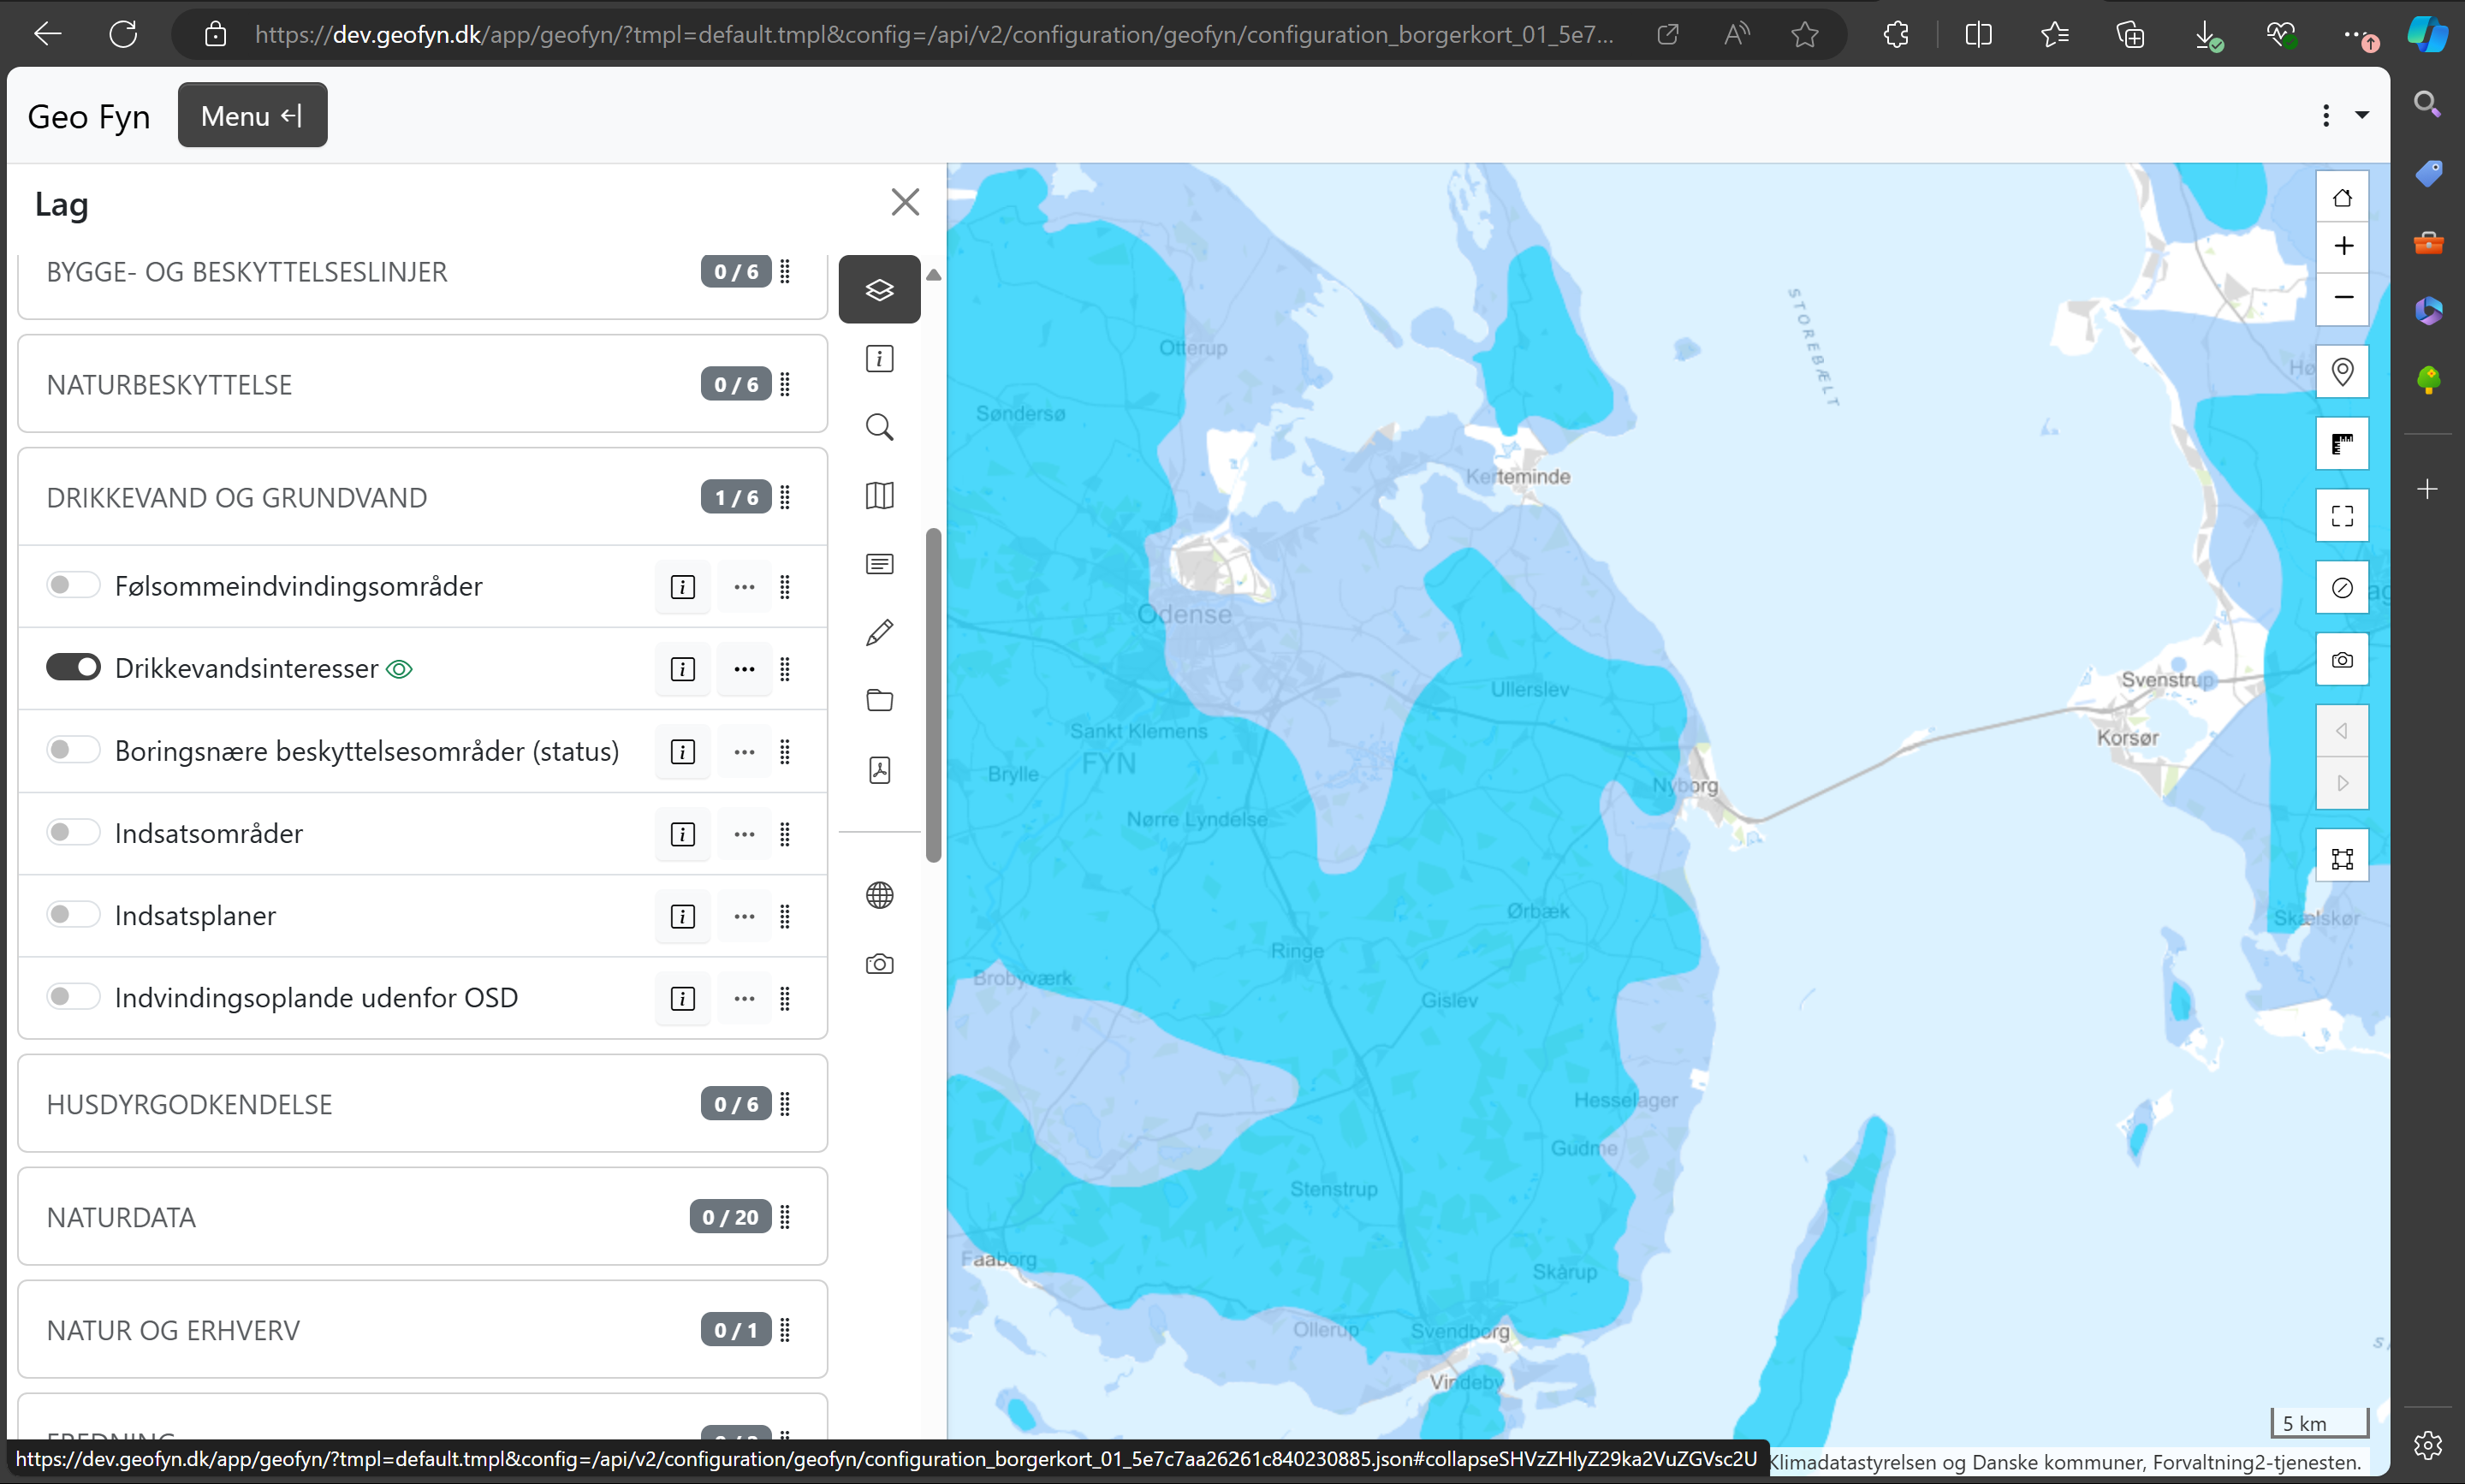 https://dev.geofyn.dk/app/geofyn/?tmpl=default.tmpl&config=/api/v2/configuration/geofyn/configuration_borgerkort_01_5e7...
Geo Fyn
Menu
Lag
BYGGE- OG BESKYTTELSESLINJER
0 / 6
NATURBESKYTTELSE
0 / 6
DRIKKEVAND OG GRUNDVAND
1 / 6
Følsommeindvindingsområder
Drikkevandsinteresser
Boringsnære beskyttelsesområder (status)
Indsatsområder
Indsatsplaner
Indvindingsoplande udenfor OSD
HUSDYRGODKENDELSE
0 / 6
NATURDATA
0 / 20
NATUR OG ERHVERV
0 / 1
STOREBÆLT
Otterup
Søndersø
Kerteminde
Odense
Ullerslev
Svenstrup
Sankt Klemens
Korsør
FYN
Brylle
Nyborg
Nørre Lyndelse
Ørbæk
Skælskør
Ringe
Brobyværk
Gislev
Hesselager
Gudme
Stenstrup
Faaborg
Skårup
Ollerup
Svendborg
Vindeby
5 km
https://dev.geofyn.dk/app/geofyn/?tmpl=default.tmpl&config=/api/v2/configuration/geofyn/configuration_borgerkort_01_5e7c7aa26261c840230885.json#collapseSHVzZHlyZ29ka2VuZGVsc2U
Klimadatastyrelsen og Danske kommuner, Forvaltning2-tjenesten.